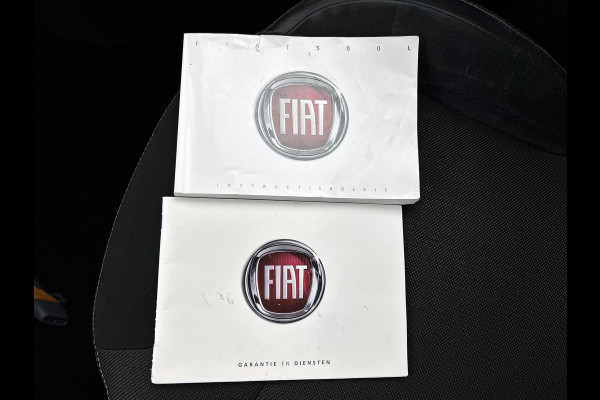 FIAT 500L
FIAT
INSTRUCTIEBOEKJE
FIAT
GARANTIE EN DIENSTEN